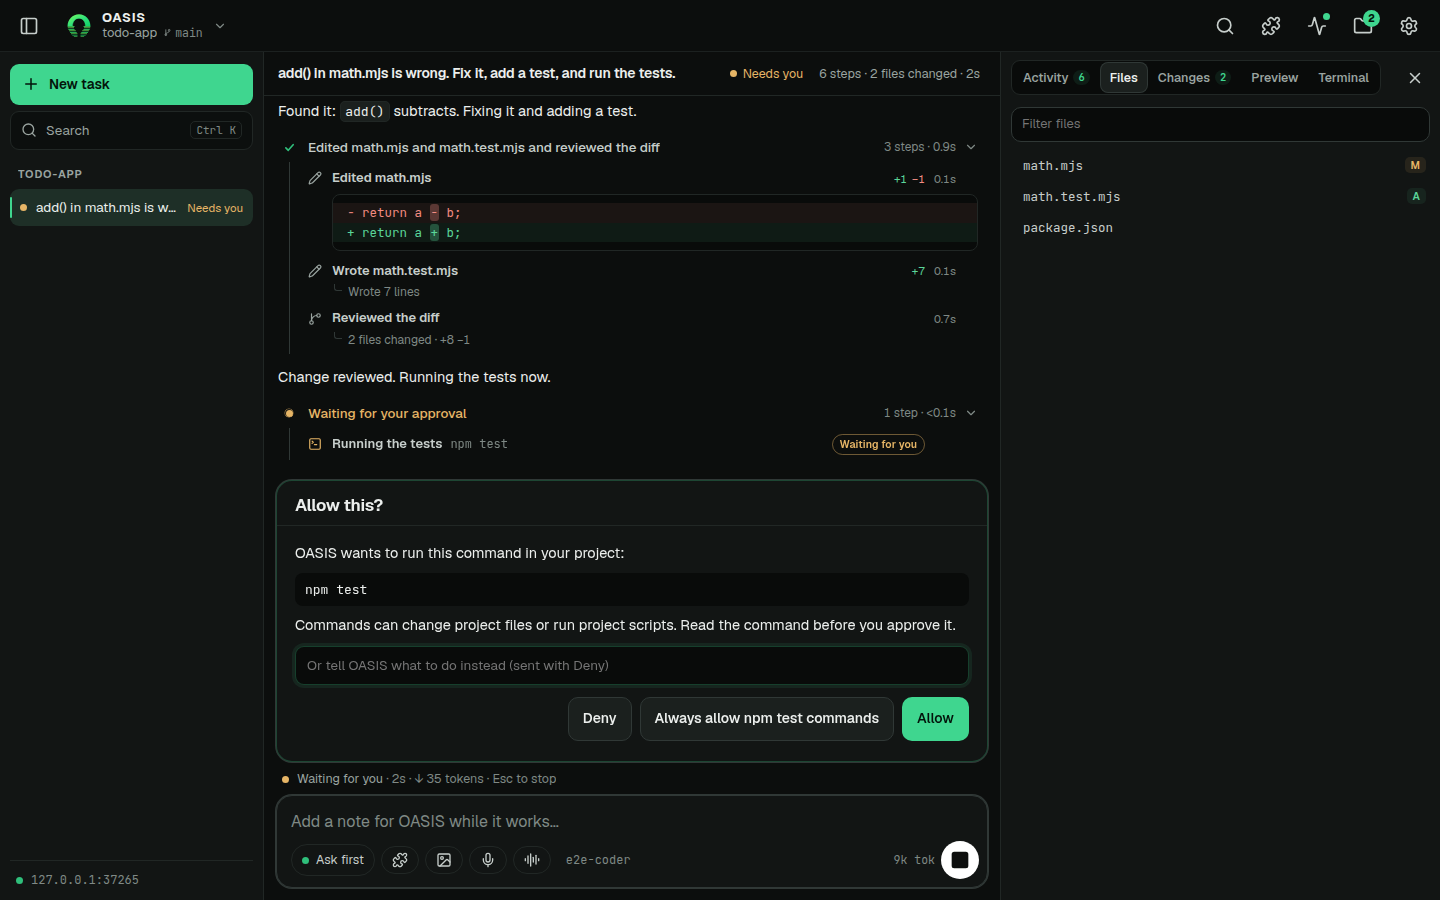 OASIS
todo-app main
2
New task
Search Ctrl K
TODO-APP
add() in math.mjs is w... Needs you
127.0.0.1:37265
add() in math.mjs is wrong. Fix it, add a test, and run the tests. Needs you 6 steps · 2 files changed · 2s
Found it: add() subtracts. Fixing it and adding a test.
Edited math.mjs and math.test.mjs and reviewed the diff 3 steps · 0.9s
Edited math.mjs +1 −1 0.1s
- return a - b;
+ return a + b;
Wrote math.test.mjs +7 0.1s
Wrote 7 lines
Reviewed the diff 0.7s
2 files changed · +8 −1
Change reviewed. Running the tests now.
Waiting for your approval 1 step · <0.1s
Running the tests npm test Waiting for you
Allow this?
OASIS wants to run this command in your project:
npm test
Commands can change project files or run project scripts. Read the command before you approve it.
Or tell OASIS what to do instead (sent with Deny)
Deny Always allow npm test commands Allow
Waiting for you · 2s · ↓ 35 tokens · Esc to stop
Add a note for OASIS while it works...
Ask first e2e-coder 9k tok
Activity 6 Files Changes 2 Preview Terminal
Filter files
math.mjs M
math.test.mjs A
package.json